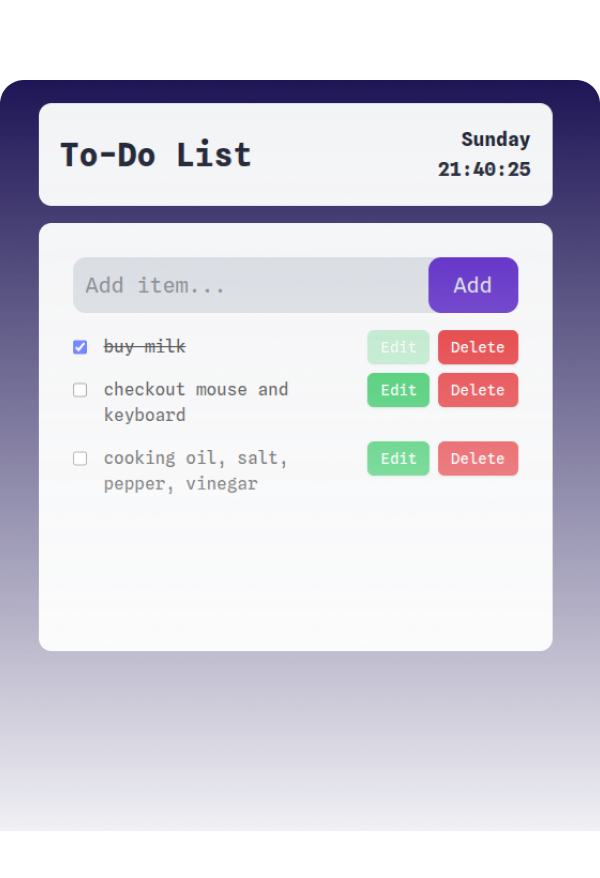 To-Do List
Sunday
21:40:25
Add item...
Add
buy milk
Edit
Delete
checkout mouse and
keyboard
Edit
Delete
cooking oil, salt,
pepper, vinegar
Edit
Delete